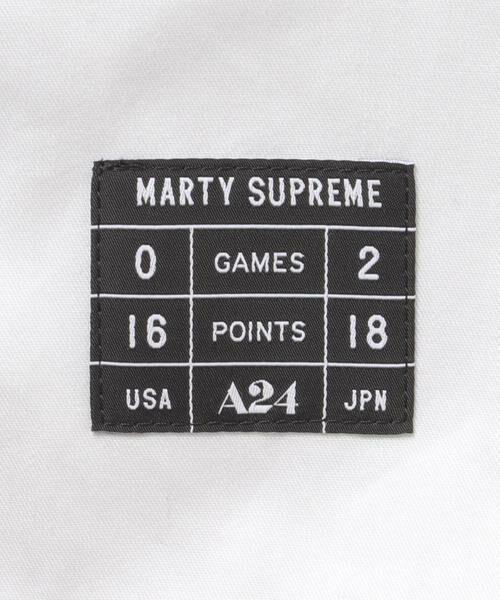 MARTY SUPREME
0 GAMES 2
16 POINTS 18
USA A24 JPN